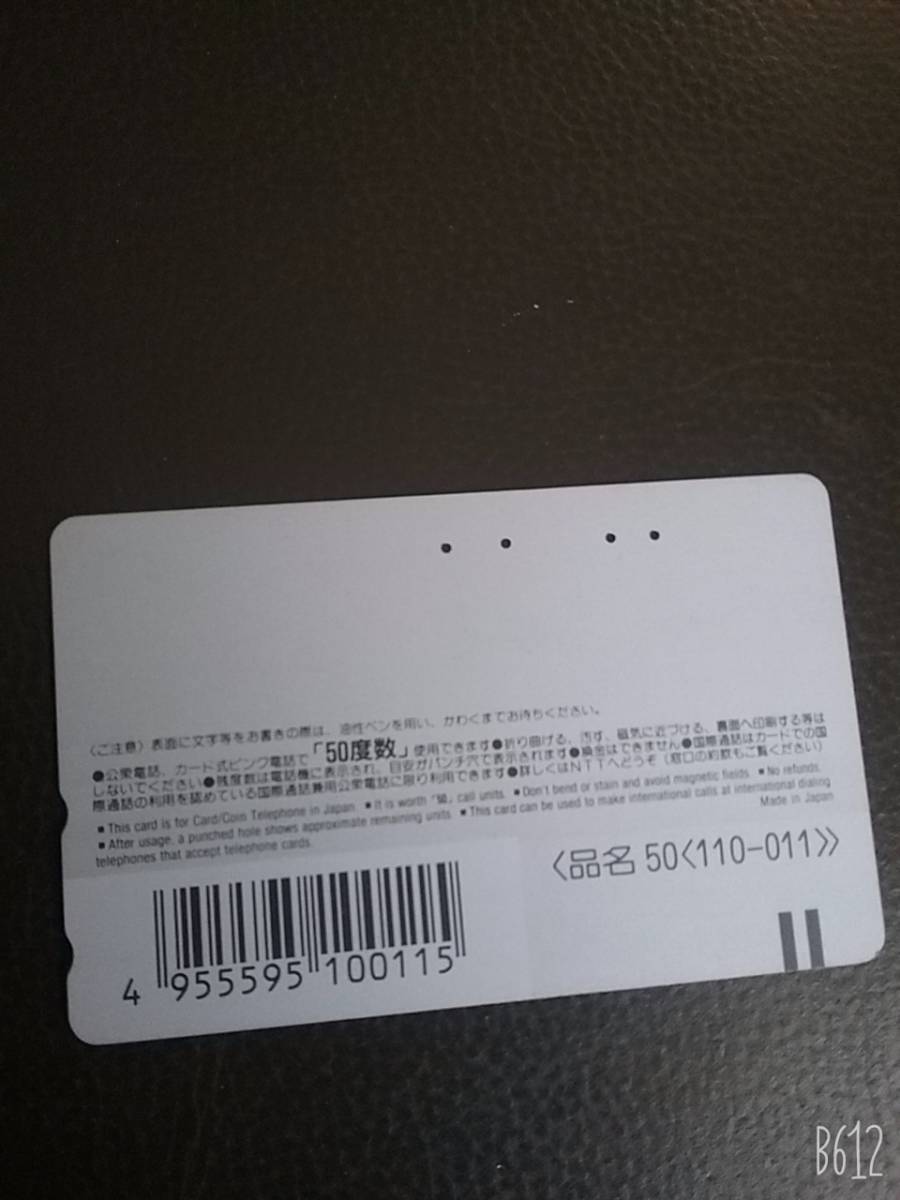 〈ご注意〉表面に文字等をお書きの際は、油性ペンを用い、かわくまでお待ちください。
●公衆電話、カード式ピンク電話で「50度数」使用できます●折り曲げる、汚す、磁気に近づける、裏面へ印刷する等は
しないでください●残度数は電話機に表示され、目安がパンチ穴で表示されます●換金はできません●国際通話はカードでの国
際通話の利用を認めている国際通話兼用公衆電話に限り利用できます●詳しくはNTTへどうぞ(窓口の約款もご覧ください)
■ This card is for Card/Coin Telephone in Japan. ■ It is worth "50" call units. ■ Don't bend or stain and avoid magnetic fields. ■ No refunds.
■ After usage, a punched hole shows approximate remaining units. ■ This card can be used to make international calls at international dialing
telephones that accept telephone cards.
Made in Japan
〈品名 50〈110-011〉〉
4 955595 100115
B612